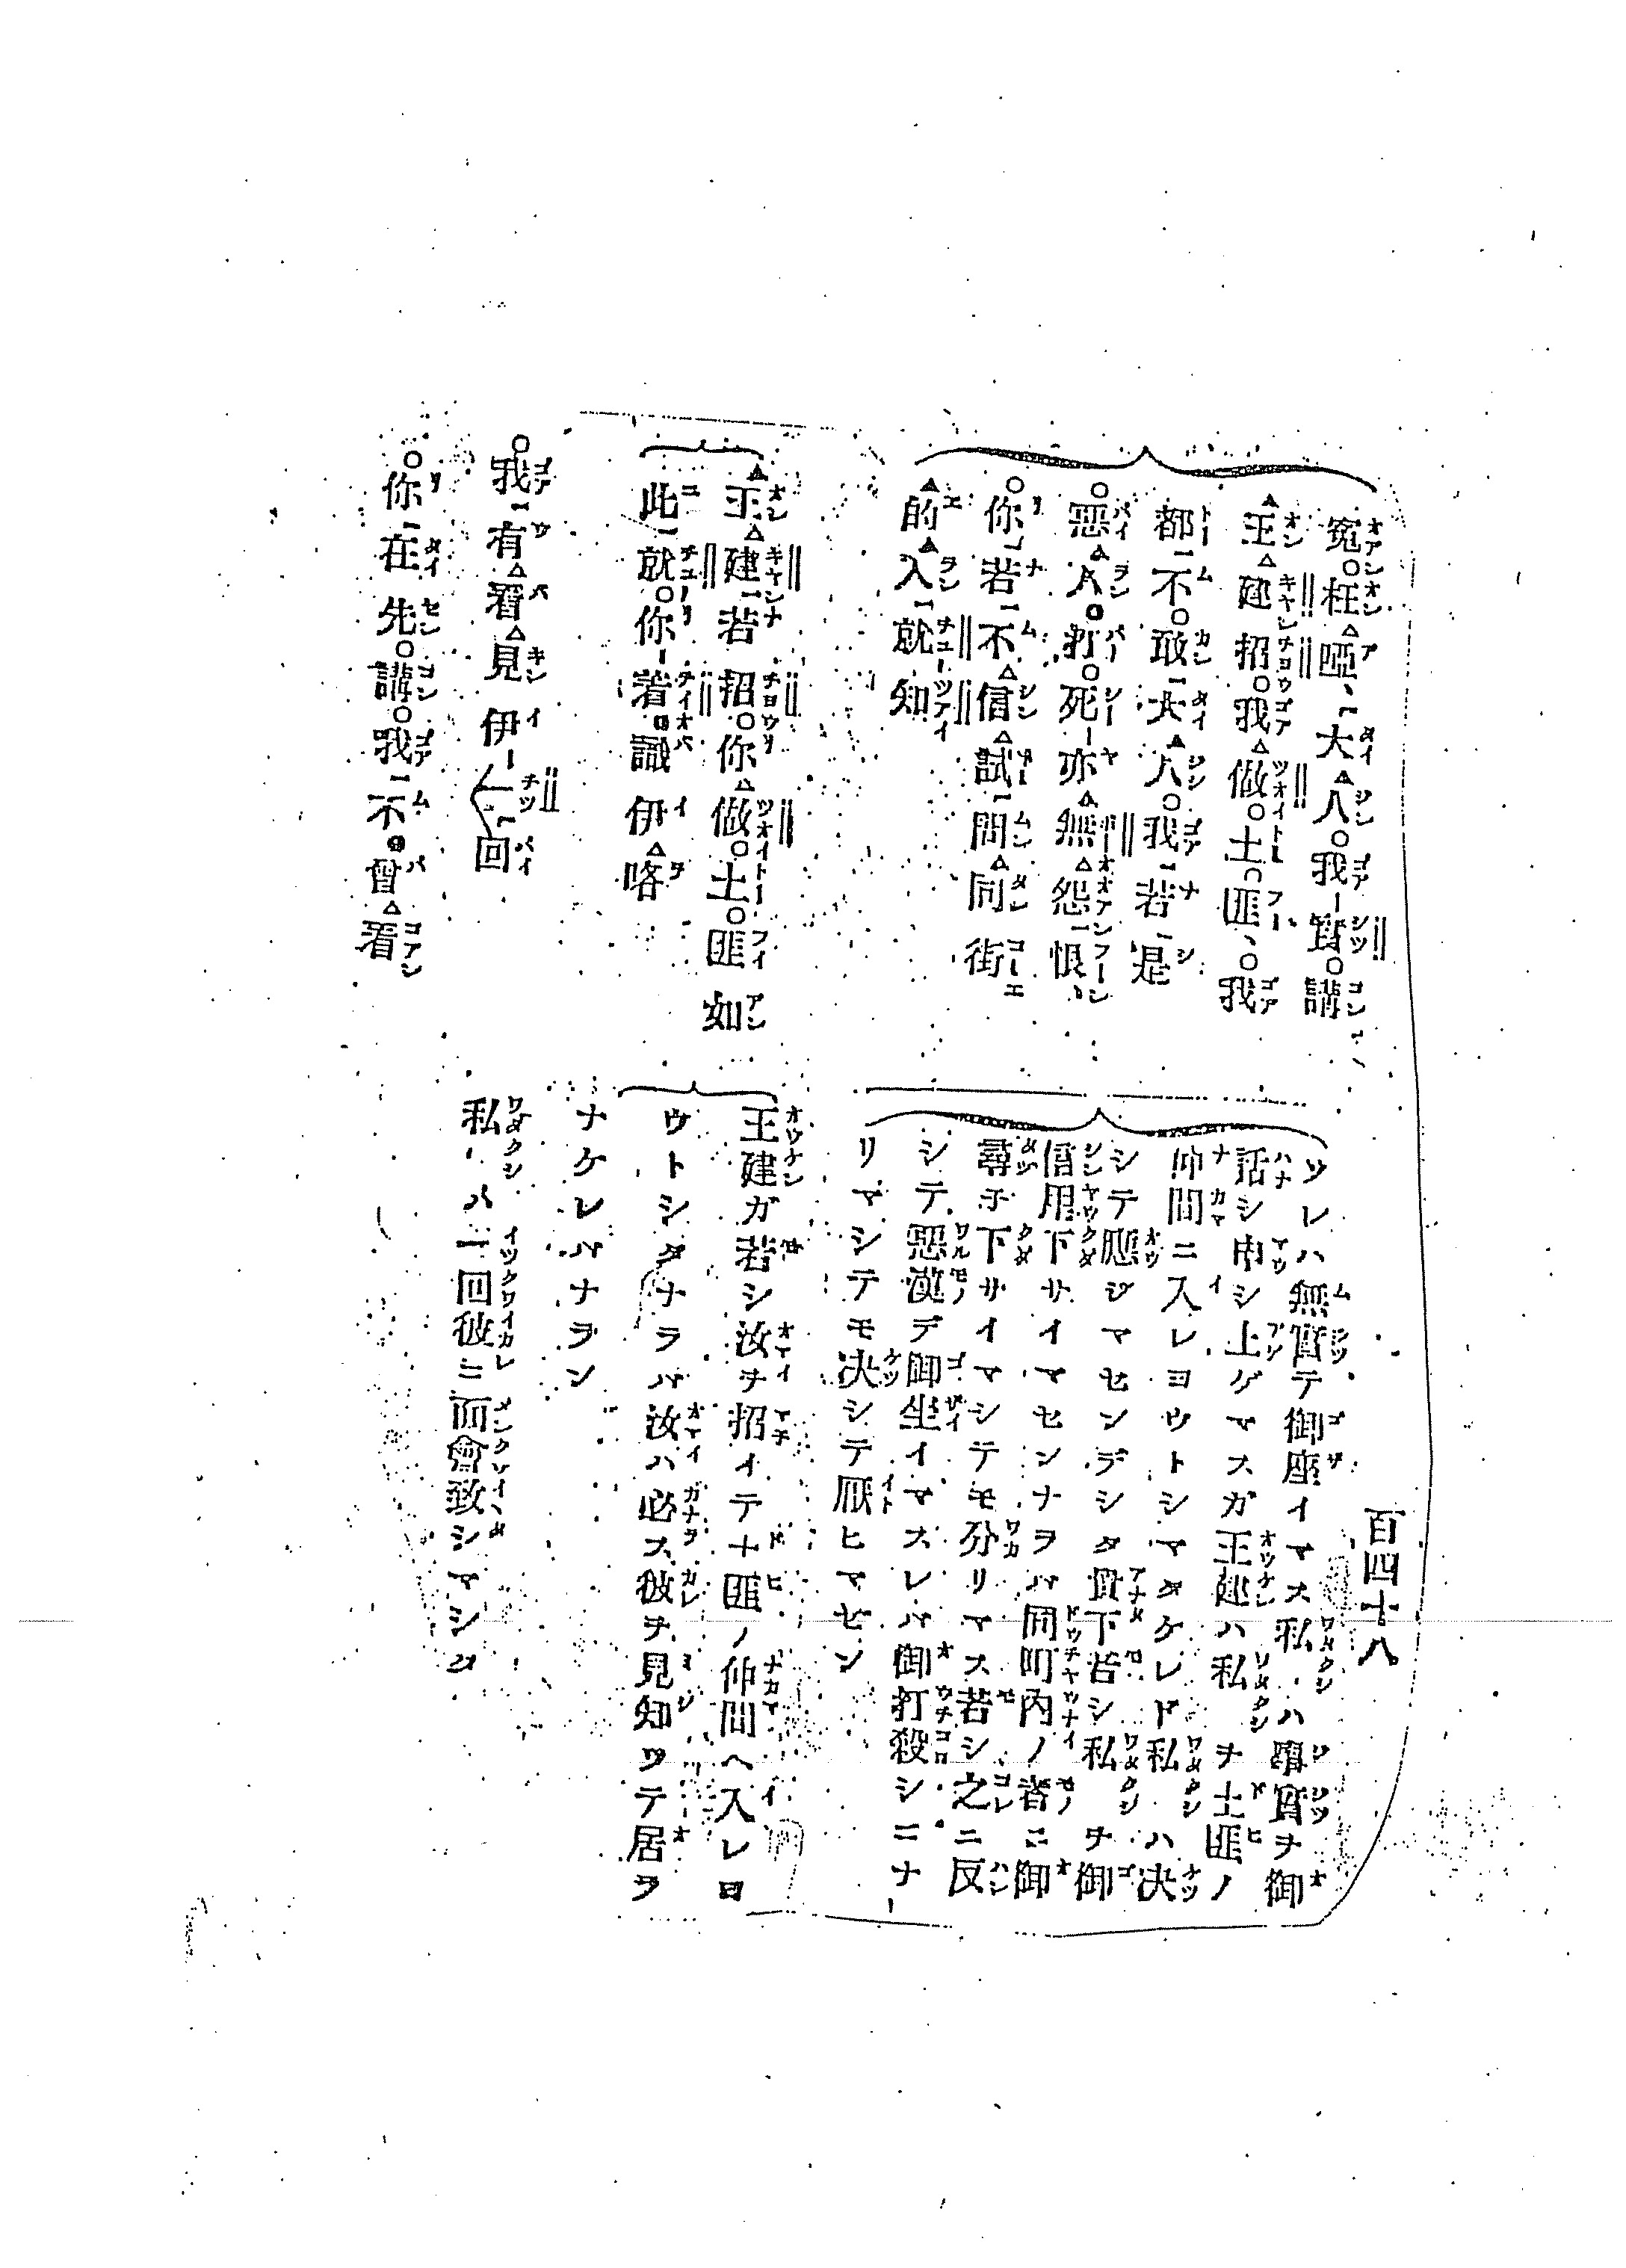 百四十八
冤枉啞、大人我實講
王建招我做土匪、我
都不敢大人我若是
惡人打死亦無怨恨、
你若不信試問同街
的人就知
王建若招你做土匪如
此就你着識伊咯
我有看見伊一回
你在先講我不曾看
ソレハ無實テ御座イマス私ハ確實ヲ御
話シ申シ上ゲマスガ王建ハ私ヲ土匪ノ
仲間ニ入レヨウトシマタケレド私ハ决
シテ應ジマセンデシタ貴下若シ私ヲ御
信用下サイマセンナヲバ同町内ノ者ニ御
尋子下サイマシテモ分リマス若シ之ニ反
シテ惡漢デ御坐イマスレバ御打殺シニナ
リマシテモ决シテ厭ヒマセン
王建ガ若シ汝ヲ招イテ土匪ノ仲間ヘ入レヨ
ウトシタナラバ汝ハ必ス彼ヲ見知ツテ居ヲ
ナケレバナラン
私ハ一回彼ニ面會致シマシタ